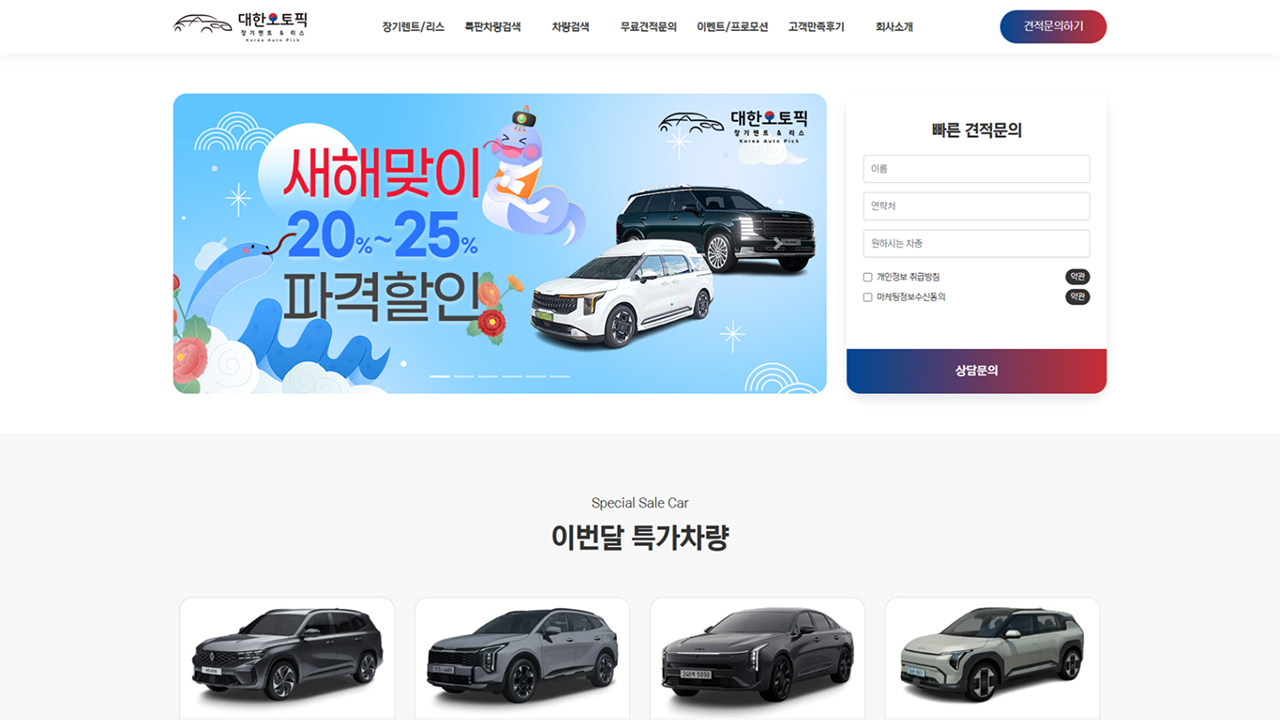 대한오토픽
장기렌트 & 리스
Korea Auto Pick
장기렌트/리스
특판차량검색
차량검색
무료견적문의
이벤트/프로모션
고객만족후기
회사소개
견적문의하기
새해맞이
20%~25%
파격할인
대한오토픽
장기렌트 & 리스
Korea Auto Pick
빠른 견적문의
이름
연락처
원하시는 차종
개인정보 취급방침
약관
마케팅정보수신동의
약관
상담문의
Special Sale Car
이번달 특가차량